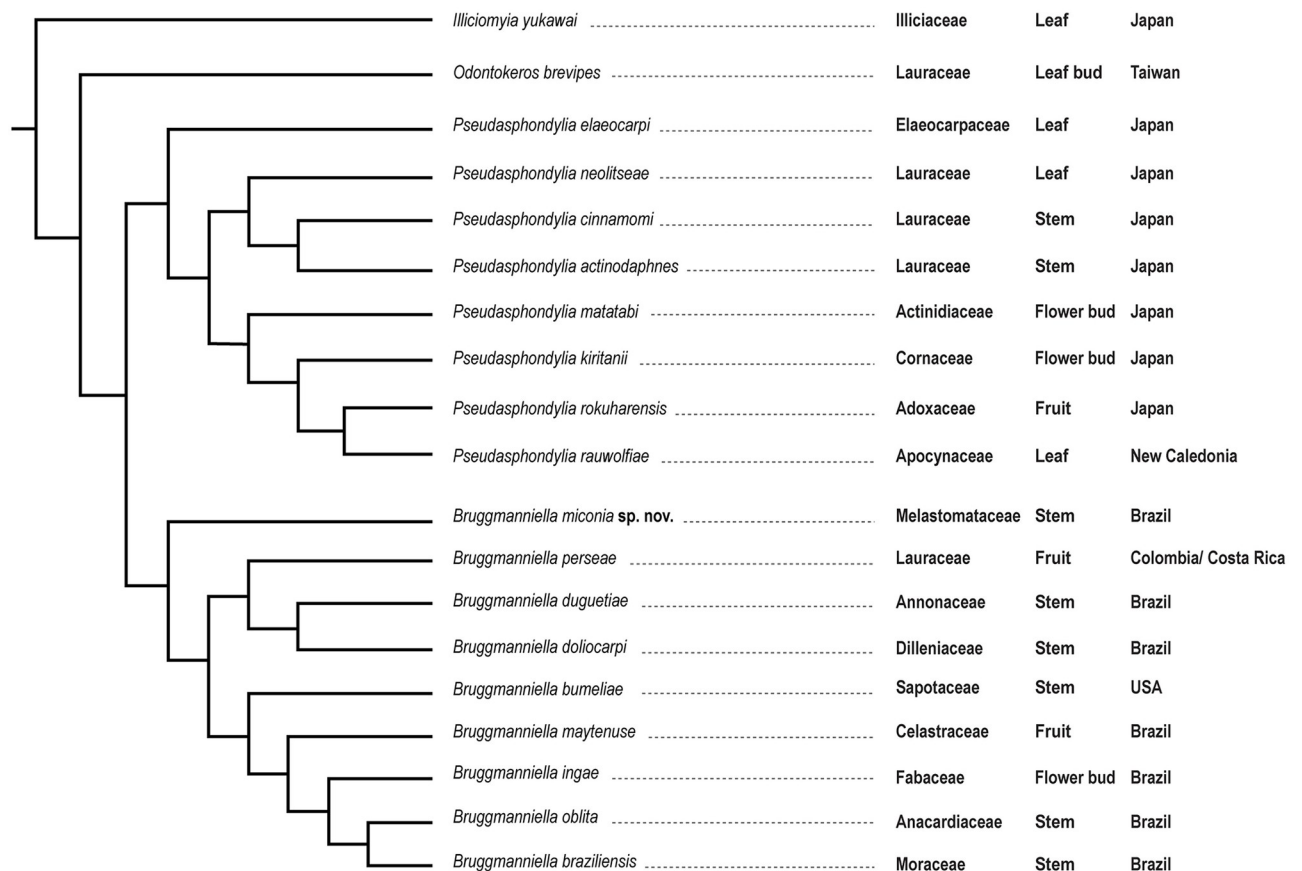 Illiciomyia yukawai Illiciaceae Leaf Japan
Odontokeros brevipes Lauraceae Leaf bud Taiwan
Pseudasphondylia elaeocarpi Elaeocarpaceae Leaf Japan
Pseudasphondylia neolitseae Lauraceae Leaf Japan
Pseudasphondylia cinnamomi Lauraceae Stem Japan
Pseudasphondylia actinodaphnes Lauraceae Stem Japan
Pseudasphondylia matatabi Actinidiaceae Flower bud Japan
Pseudasphondylia kiritanii Cornaceae Flower bud Japan
Pseudasphondylia rokuharensis Adoxaceae Fruit Japan
Pseudasphondylia rauwolfiae Apocynaceae Leaf New Caledonia
Bruggmanniella miconia sp. nov. Melastomataceae Stem Brazil
Bruggmanniella perseae Lauraceae Fruit Colombia/ Costa Rica
Bruggmanniella duguetiae Annonaceae Stem Brazil
Bruggmanniella doliocarpi Dilleniaceae Stem Brazil
Bruggmanniella bumeliae Sapotaceae Stem USA
Bruggmanniella maytenuse Celastraceae Fruit Brazil
Bruggmanniella ingae Fabaceae Flower bud Brazil
Bruggmanniella oblita Anacardiaceae Stem Brazil
Bruggmanniella braziliensis Moraceae Stem Brazil